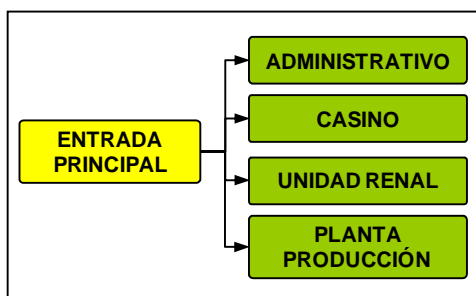 ADMINISTRATIVO
CASINO
ENTRADA
PRINCIPAL
UNIDAD RENAL
PLANTA
PRODUCCIÓN